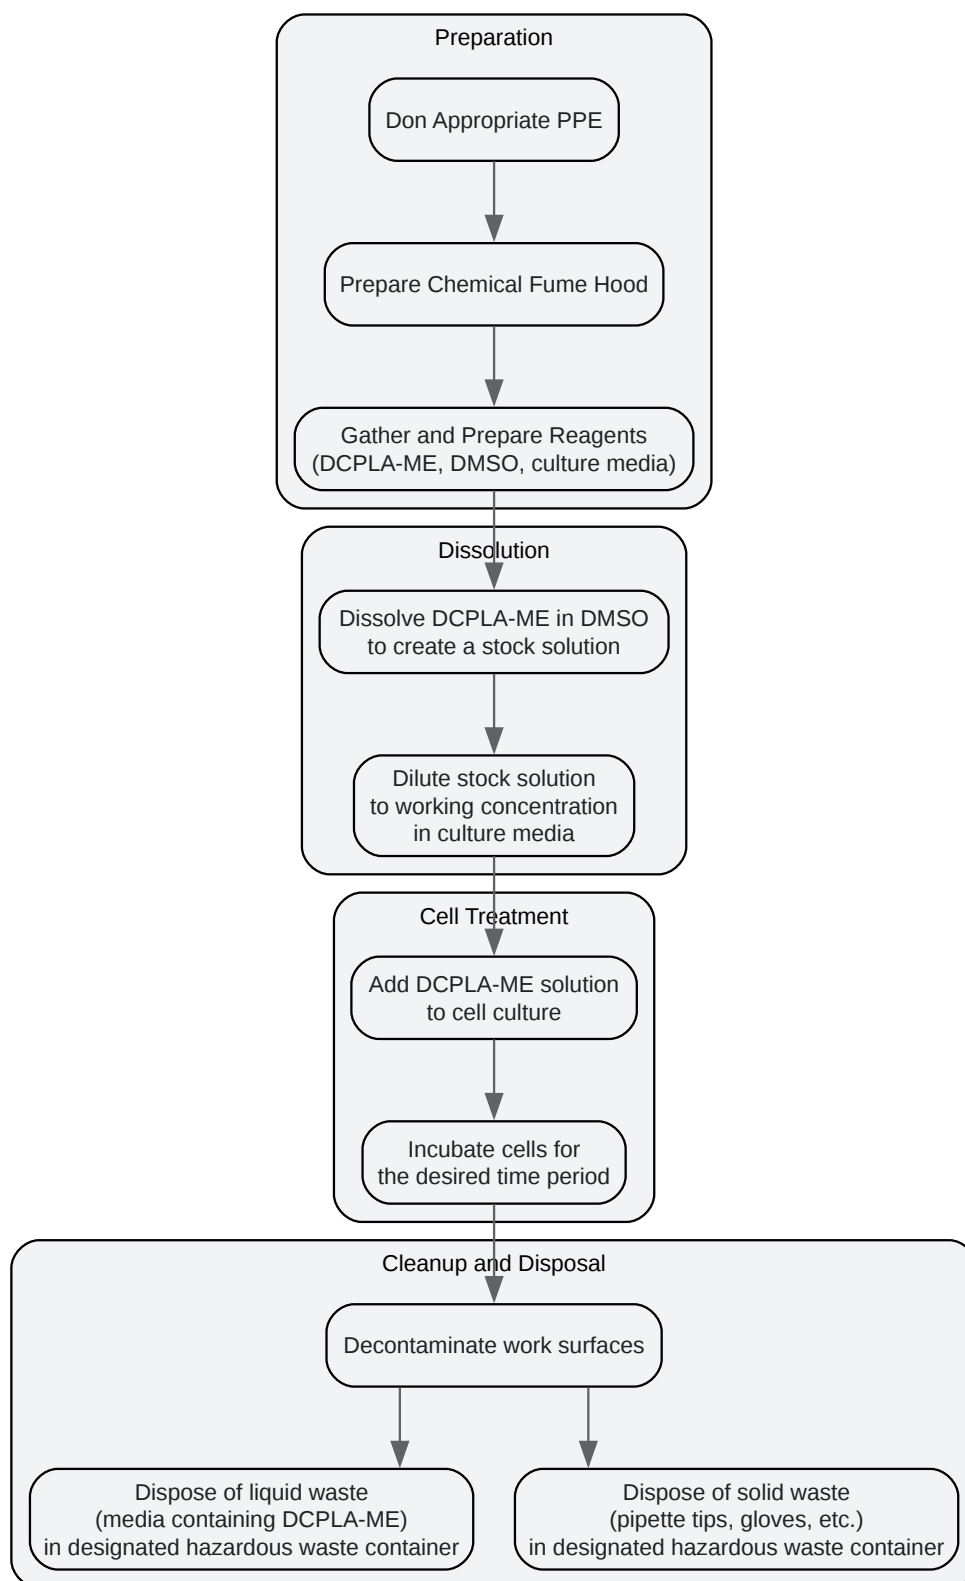 Preparation
Don Appropriate PPE
Prepare Chemical Fume Hood
Gather and Prepare Reagents
(DCPLA-ME, DMSO, culture media)
Dissolution
Dissolve DCPLA-ME in DMSO
to create a stock solution
Dilute stock solution
to working concentration
in culture media
Cell Treatment
Add DCPLA-ME solution
to cell culture
Incubate cells for
the desired time period
Cleanup and Disposal
Decontaminate work surfaces
Dispose of liquid waste
(media containing DCPLA-ME)
in designated hazardous waste container
Dispose of solid waste
(pipette tips, gloves, etc.)
in designated hazardous waste container